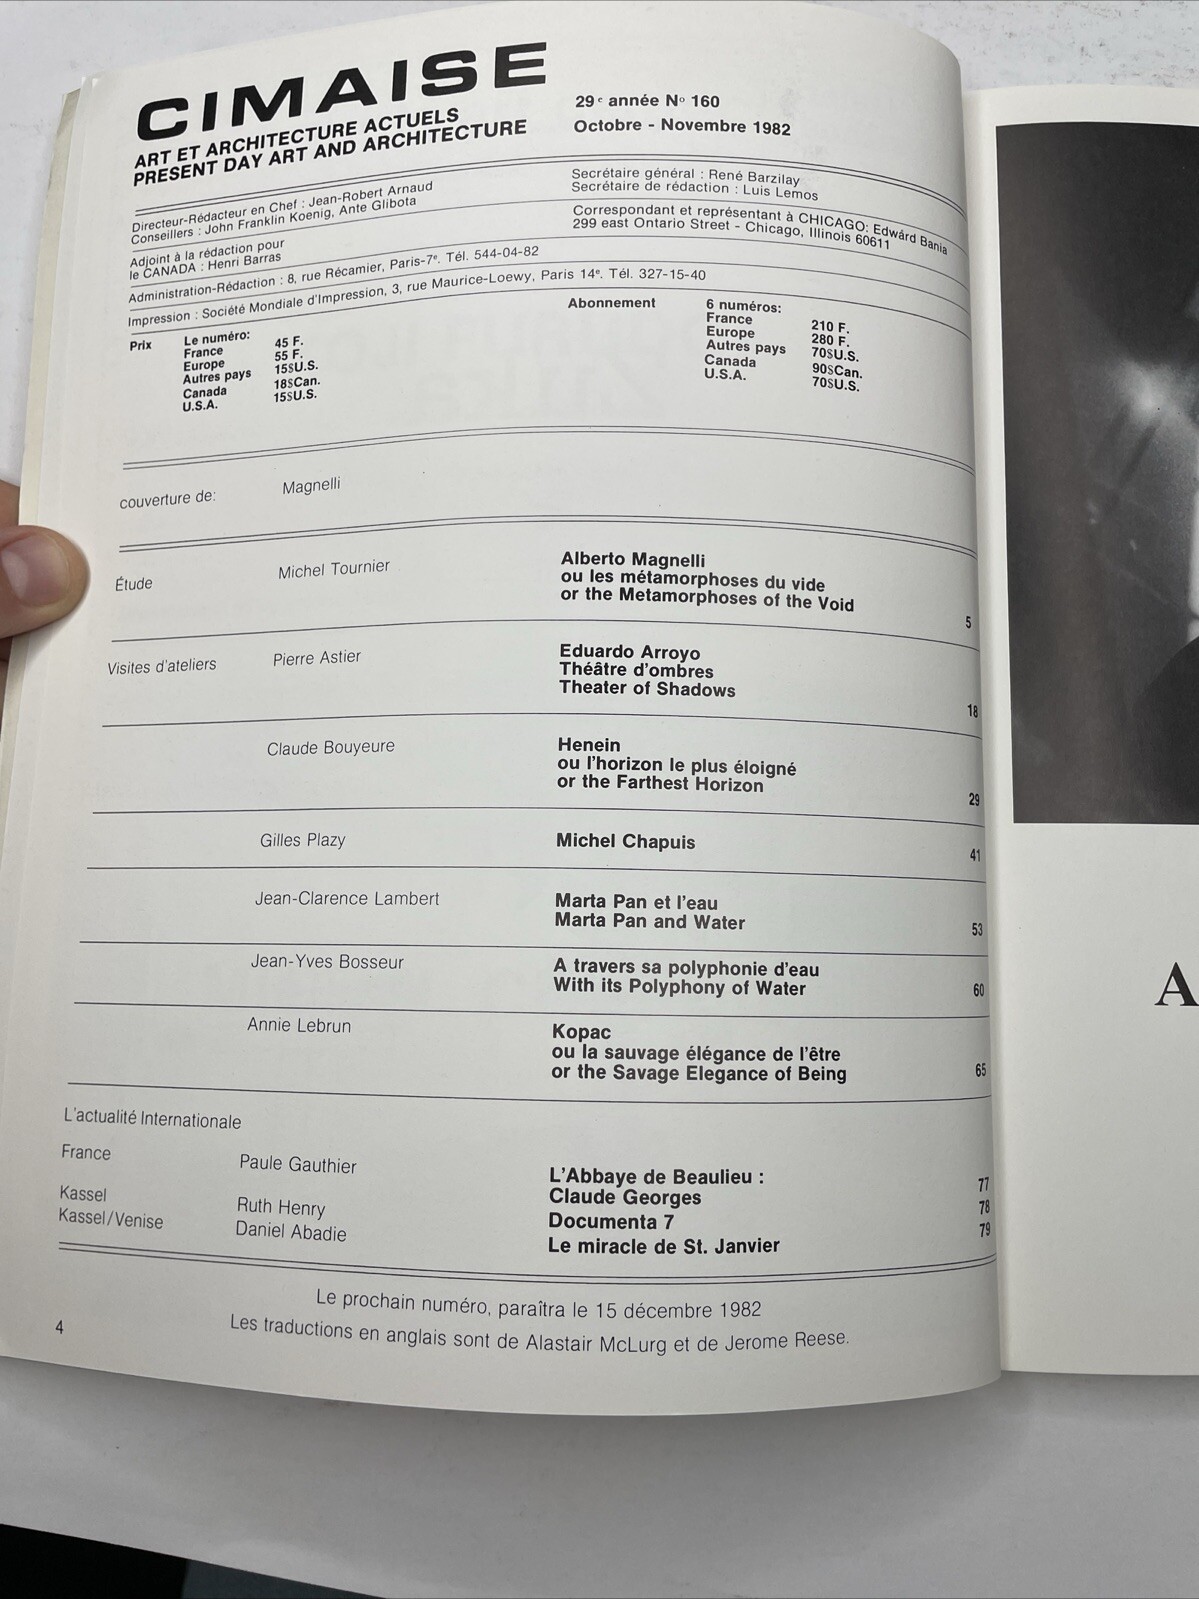 CIMAISE
ART ET ARCHITECTURE ACTUELS
PRESENT DAY ART AND ARCHITECTURE
29e année No 160
Octobre - Novembre 1982
Directeur-Rédacteur en Chef : Jean-Robert Arnaud
Conseillers : John Franklin Koenig, Ante Glibota
Secrétaire général : René Barzilay
Secrétaire de rédaction : Luis Lemos
Adjoint à la rédaction pour
le CANADA : Henri Barras
Correspondant et représentant à CHICAGO: Edwárd Bania
299 east Ontario Street - Chicago, Illinois 60611
Administration-Rédaction : 8, rue Récamier, Paris-7e. Tél. 544-04-82
Impression : Société Mondiale d'Impression, 3, rue Maurice-Loewy, Paris 14e. Tél. 327-15-40
Prix Le numéro:
France 45 F.
Europe 55 F.
Autres pays 15$U.S.
Canada 18$Can.
U.S.A. 15$U.S.
Abonnement 6 numéros:
France 210 F.
Europe 280 F.
Autres pays 70$U.S.
Canada 90$Can.
U.S.A. 70$U.S.
couverture de: Magnelli
Étude Michel Tournier Alberto Magnelli
ou les métamorphoses du vide
or the Metamorphoses of the Void 5
Visites d'ateliers Pierre Astier Eduardo Arroyo
Théâtre d'ombres
Theater of Shadows 18
Claude Bouyeure Henein
ou l'horizon le plus éloigné
or the Farthest Horizon 29
Gilles Plazy Michel Chapuis 41
Jean-Clarence Lambert Marta Pan et l'eau
Marta Pan and Water 53
Jean-Yves Bosseur A travers sa polyphonie d'eau
With its Polyphony of Water 60
Annie Lebrun Kopac
ou la sauvage élégance de l'être
or the Savage Elegance of Being 65
L'actualité Internationale
France Paule Gauthier L'Abbaye de Beaulieu :
Claude Georges 77
Kassel Ruth Henry Documenta 7 78
Kassel/Venise Daniel Abadie Le miracle de St. Janvier 79
Le prochain numéro, paraîtra le 15 décembre 1982
Les traductions en anglais sont de Alastair McLurg et de Jerome Reese.
4
A